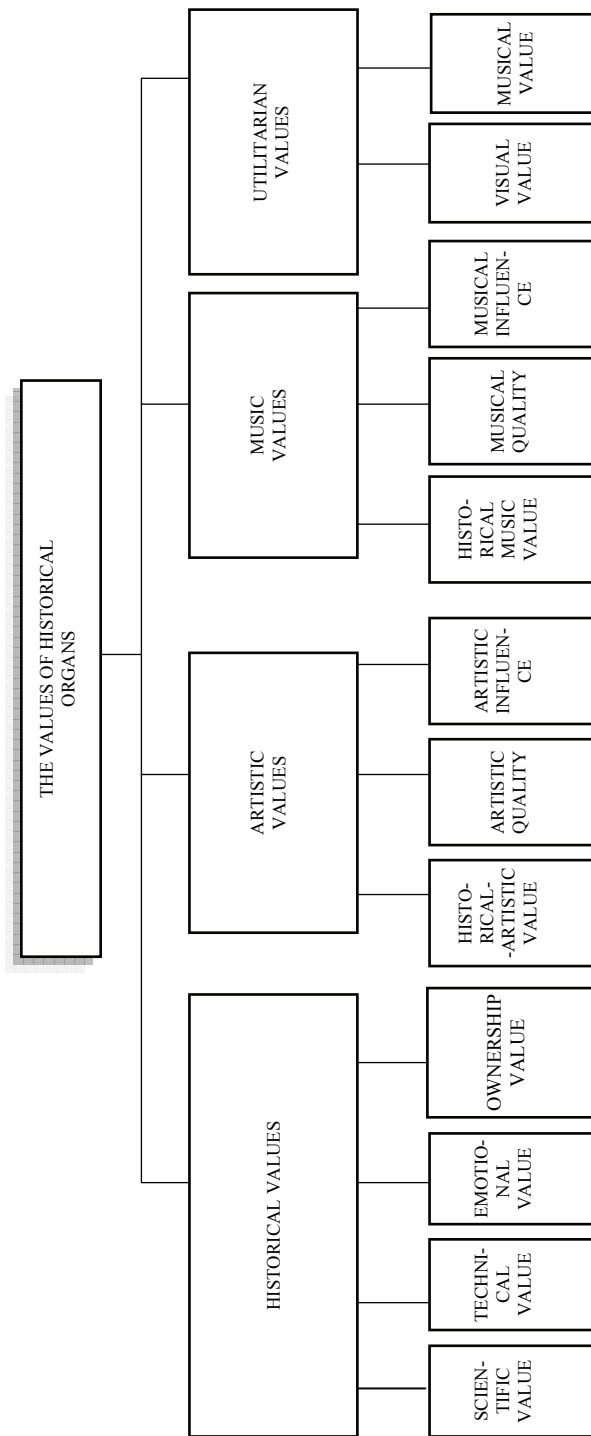 THE VALUES OF HISTORICAL
ORGANS
HISTORICAL VALUES
ARTISTIC
VALUES
MUSIC
VALUES
UTILITARIAN
VALUES
SCIEN-
TIFIC
VALUE
TECHNI-
CAL
VALUE
EMOTIO-
NAL
VALUE
OWNERSHIP
VALUE
HISTO-
RICAL-
-ARTISTIC
VALUE
ARTISTIC
QUALITY
ARTISTIC
INFLUEN-
CE
HISTO-
RICAL
MUSIC
VALUE
MUSICAL
QUALITY
MUSICAL
INFLUEN-
CE
VISUAL
VALUE
MUSICAL
VALUE